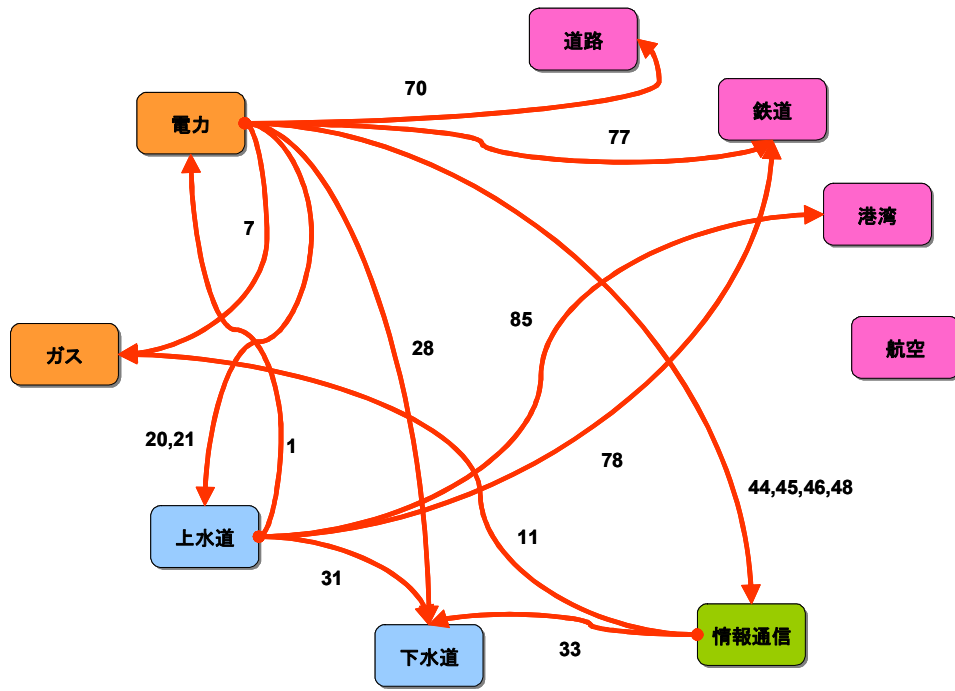 道路
70
鉄道
電力
77
港湾
7
85
航空
ガス
28
20,21
1
78
44,45,46,48
上水道
11
31
情報通信
33
下水道